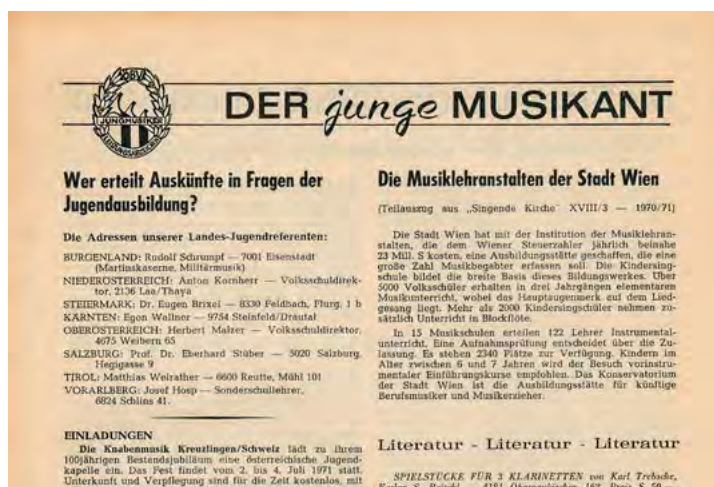 ÖBV
JUNGMUSIKER
DER junge MUSIKANT
Wer erteilt Auskünfte in Fragen der
Jugendausbildung?
Die Adressen unserer Landes-Jugendreferenten:
BURGENLAND: Rudolf Schrumpf — 7001 Eisenstadt
(Martinskaserne, Militärmusik)
NIEDERÖSTERREICH: Anton Kornherr — Volksschuldirek-
tor, 2136 Laa/Thaya
STEIERMARK: Dr. Eugen Brixel — 8330 Feldbach, Flurg. 1 b
KÄRNTEN: Egon Wallner — 9754 Steinfeld/Drautal
OBERÖSTERREICH: Herbert Malzer — Volksschuldirektor,
4675 Weibern 65
SALZBURG: Prof. Dr. Eberhard Stüber — 5020 Salzburg,
Hegigasse 9
TIROL: Matthias Weirather — 6600 Reutte, Mühl 101
VORARLBERG: Josef Hosp — Sonderschullehrer,
6824 Schlins 41.
EINLADUNGEN
Die Knabenmusik Kreuzlingen/Schweiz lädt zu ihrem
100jährigen Bestandsjubiläum eine österreichische Jugend-
kapelle ein. Das Fest findet vom 2. bis 4. Juli 1971 statt.
Unterkunft und Verpflegung sind für die Zeit kostenlos, mit
Die Musiklehranstalten der Stadt Wien
(Teilauszug aus „Singende Kirche" XVIII/3 — 1970/71)
Die Stadt Wien hat mit der Institution der Musiklehran-
stalten, die dem Wiener Steuerzahler jährlich beinahe
23 Mill. S kosten, eine Ausbildungsstätte geschaffen, die eine
große Zahl Musikbegabter erfassen soll. Die Kindersing-
schule bildet die breite Basis dieses Bildungswerkes. Über
5000 Volksschüler erhalten in drei Jahrgängen elementaren
Musikunterricht, wobei das Hauptaugenmerk auf dem Lied-
gesang liegt. Mehr als 2000 Kindersingschüler nehmen zu-
sätzlich Unterricht in Blockflöte.
In 15 Musikschulen erteilen 122 Lehrer Instrumental-
unterricht. Eine Aufnahmsprüfung entscheidet über die Zu-
lassung. Es stehen 2340 Plätze zur Verfügung. Kindern im
Alter zwischen 6 und 7 Jahren wird der Besuch vorinstru-
mentaler Einführungskurse empfohlen. Das Konservatorium
der Stadt Wien ist die Ausbildungsstätte für künftige
Berufsmusiker und Musikerzieher.
Literatur - Literatur - Literatur
SPIELSTÜCKE FÜR 3 KLARINETTEN von Karl Trebsche,